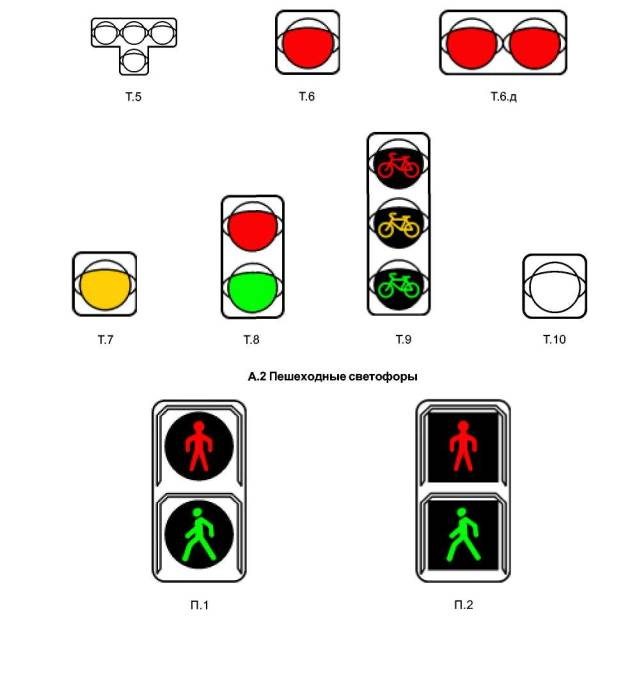 Т.5 Т.6 Т.6.д
Т.7 Т.8 Т.9 Т.10
А.2 Пешеходные светофоры
П.1 П.2